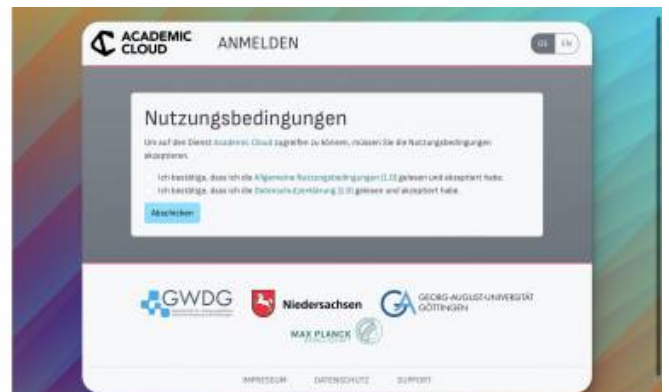 ACADEMIC
CLOUD
ANMELDEN
DE EN
Nutzungsbedingungen
Um auf den Dienst Academic Cloud zugreifen zu können, müssen Sie die Nutzungsbedingungen
akzeptieren.
Ich bestätige, dass ich die Allgemeine Nutzungsbedingungen (1.0) gelesen und akzeptiert habe.
Ich bestätige, dass ich die Datenschutzerklärung (1.0) gelesen und akzeptiert habe.
Abschicken
GWDG
Niedersachsen
GEORG-AUGUST-UNIVERSITÄT
GÖTTINGEN
MAX PLANCK
GESELLSCHAFT
IMPRESSUM DATENSCHUTZ SUPPORT